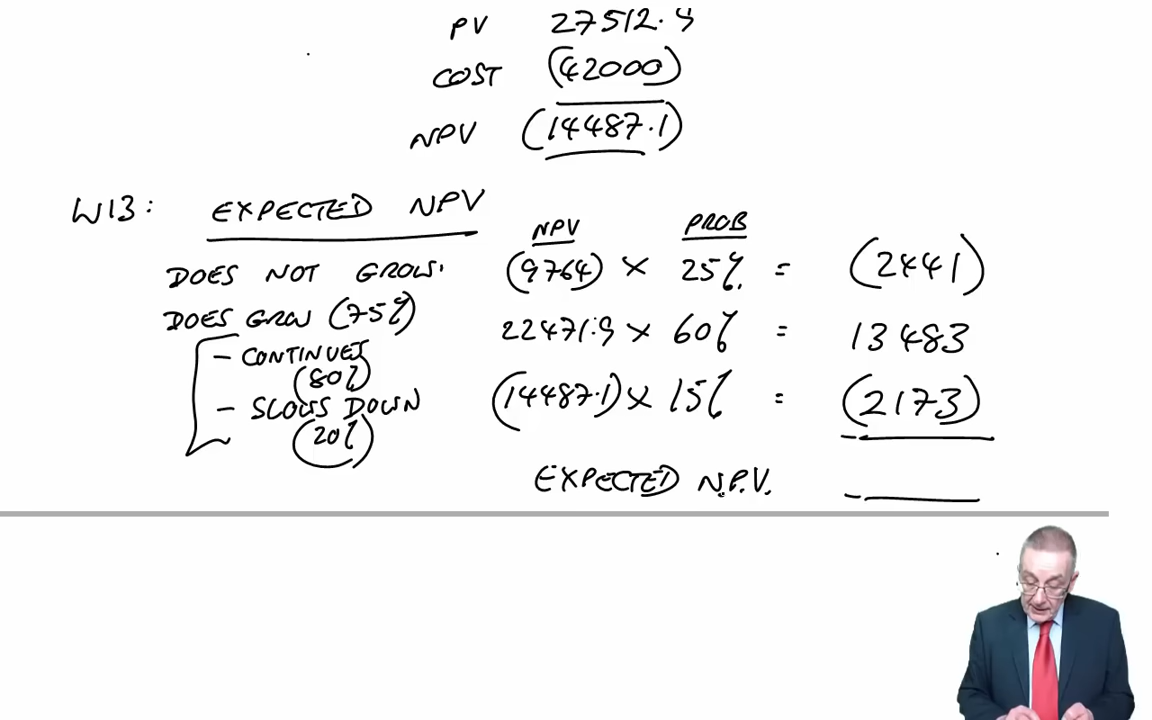 PV 27512.9
COST (42000)
NPV (14487.1)
W13: EXPECTED NPV
NPV PROB
DOES NOT GROW: (9764) × 25% = (2441)
DOES GROW (75%)
- CONTINUES 22471.9 × 60% = 13483
(80%)
- SLOWS DOWN (14487.1) × 15% = (2173)
(20%)
EXPECTED N.P.V.